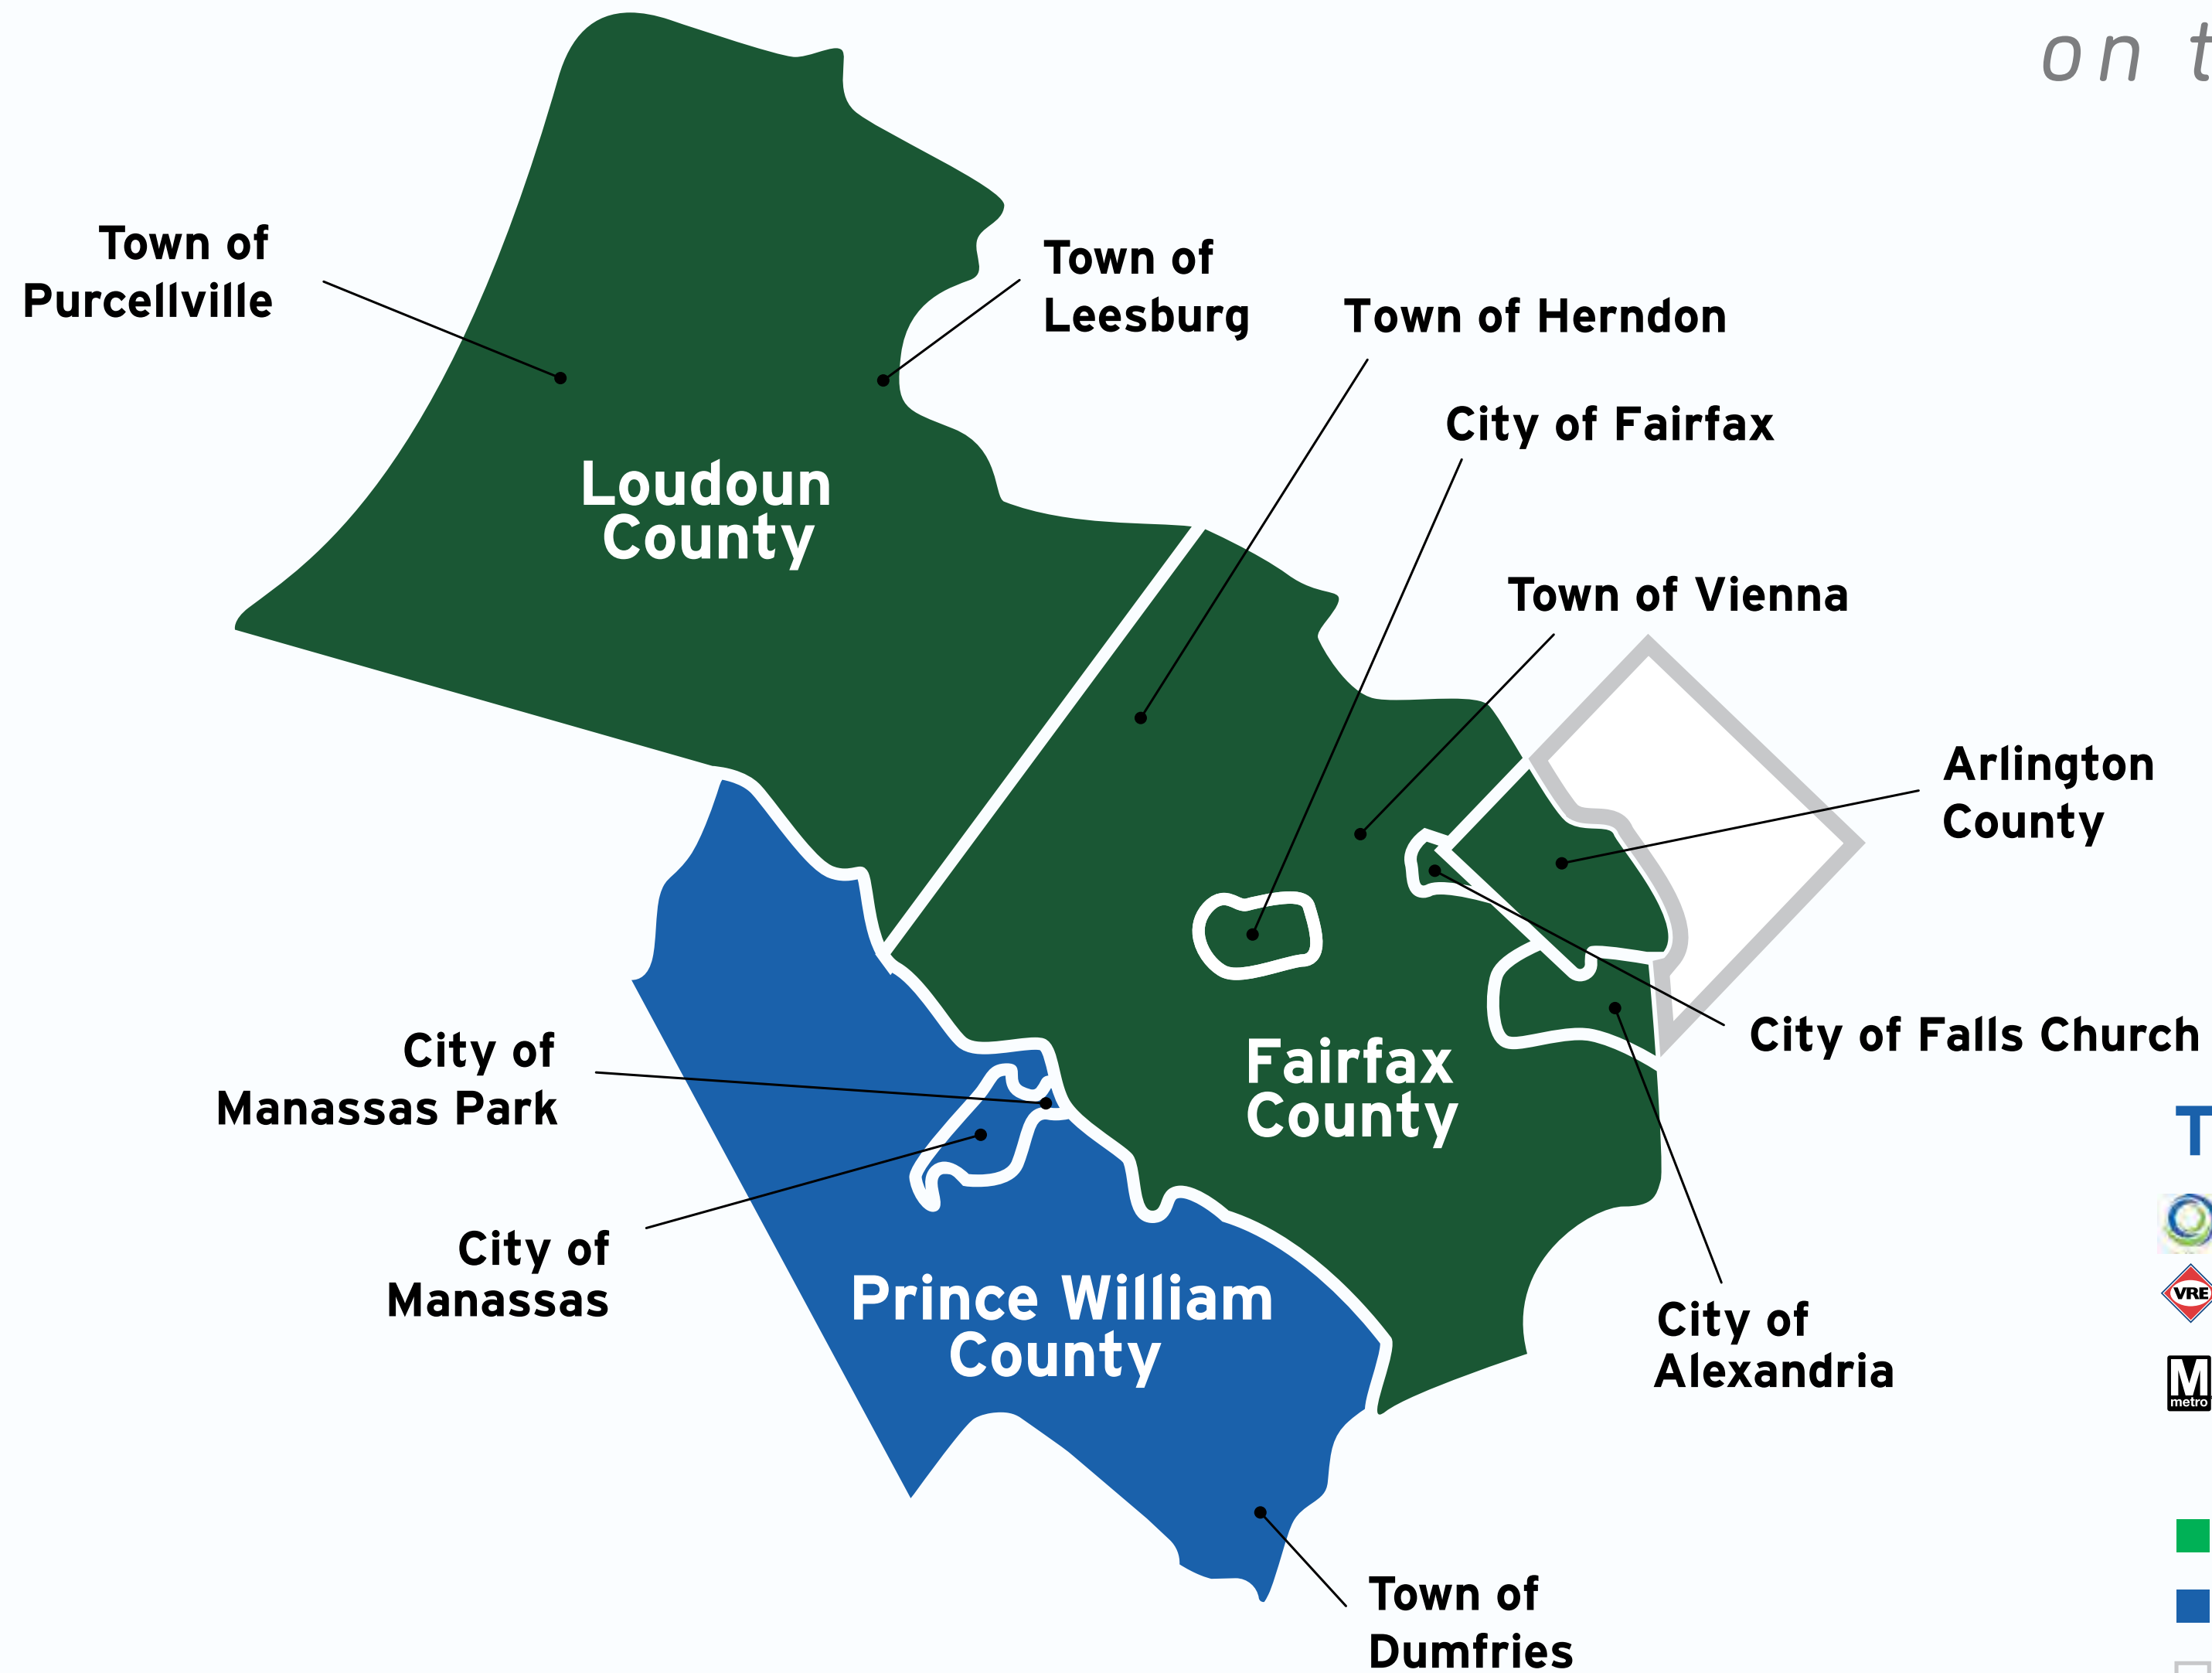 on t
Town of
Purcellville
Town of
Leesburg
Town of Herndon
City of Fairfax
Loudoun
County
Town of Vienna
Arlington
County
City of Falls Church
City of
Manassas Park
Fairfax
County
T
City of
Manassas
VRE
Prince William
County
City of
Alexandria
M
metro
Town of
Dumfries